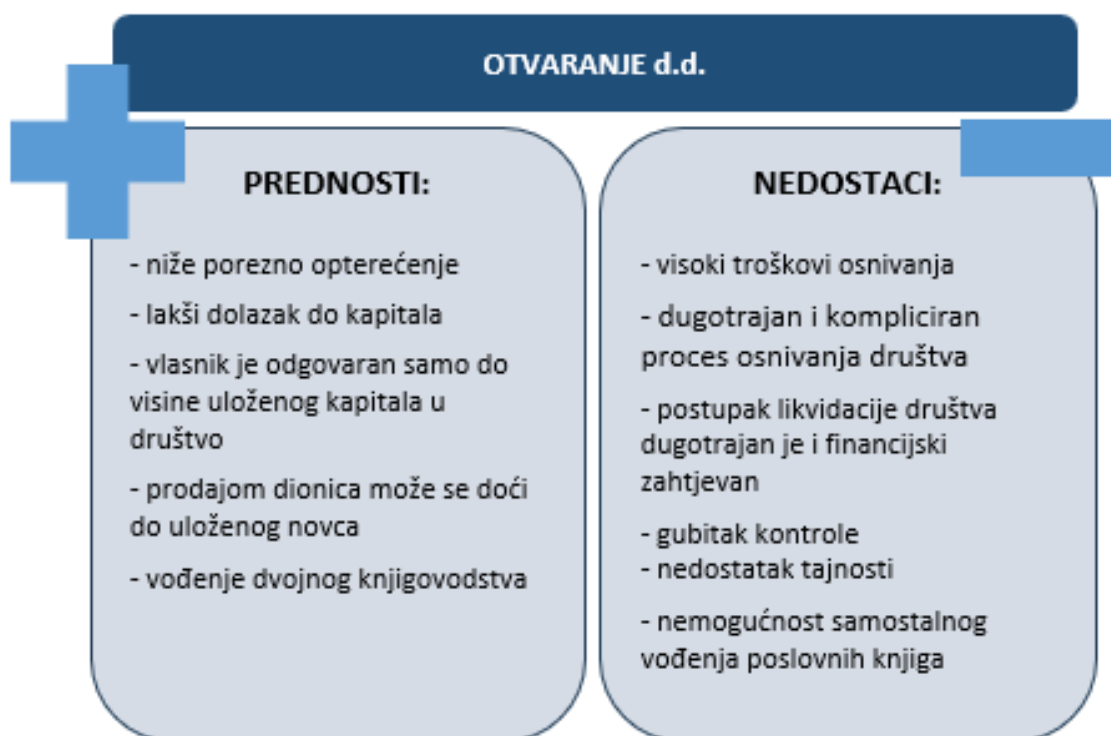 OTVARANJE d.d.
PREDNOSTI:
- niže porezno opterećenje
- lakši dolazak do kapitala
- vlasnik je odgovaran samo do
visine uloženog kapitala u
društvo
- prodajom dionica može se doći
do uloženog novca
- vođenje dvojnog knjigovodstva
NEDOSTACI:
- visoki troškovi osnivanja
- dugotrajan i kompliciran
proces osnivanja društva
- postupak likvidacije društva
dugotrajan je i financijski
zahtjevan
- gubitak kontrole
- nedostatak tajnosti
- nemogućnost samostalnog
vođenja poslovnih knjiga